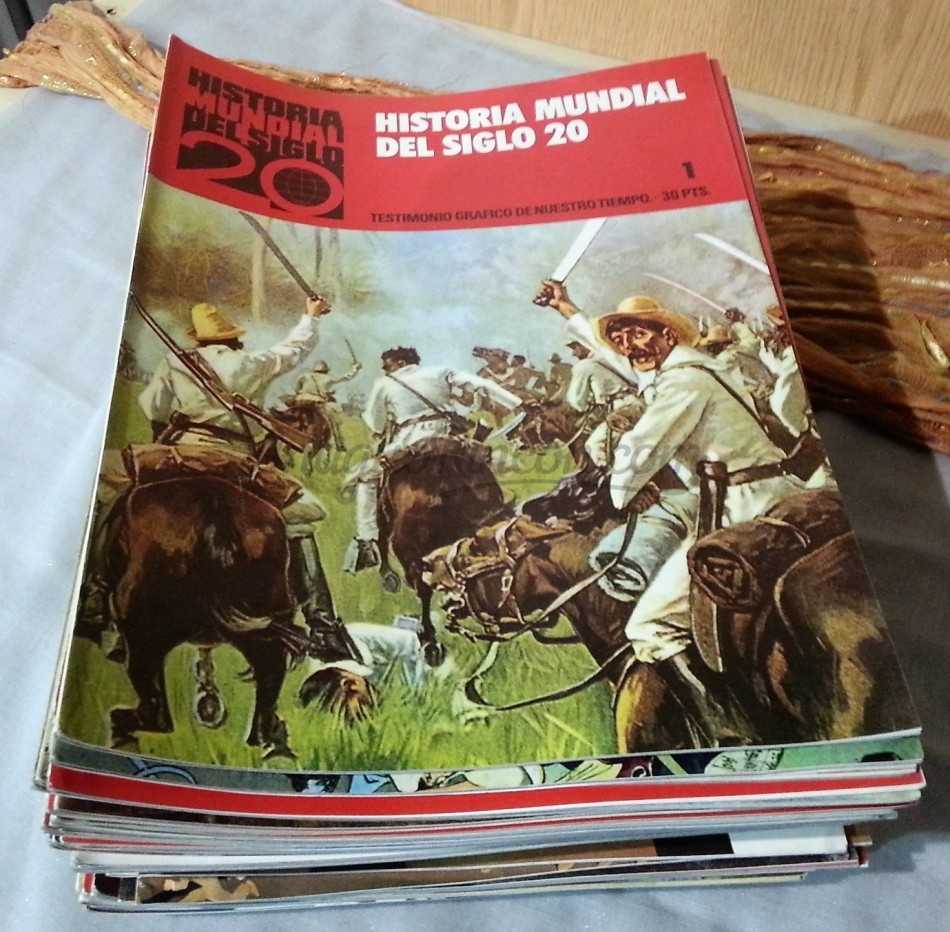 HISTORIA
MUNDIAL
DEL SIGLO
20
HISTORIA MUNDIAL
DEL SIGLO 20
1
TESTIMONIO GRAFICO DE NUESTRO TIEMPO. - 30 PTS.